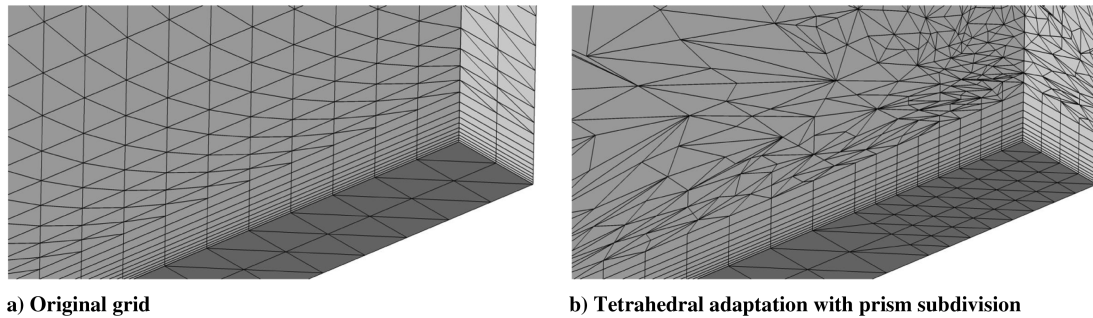 a) Original grid
b) Tetrahedral adaptation with prism subdivision